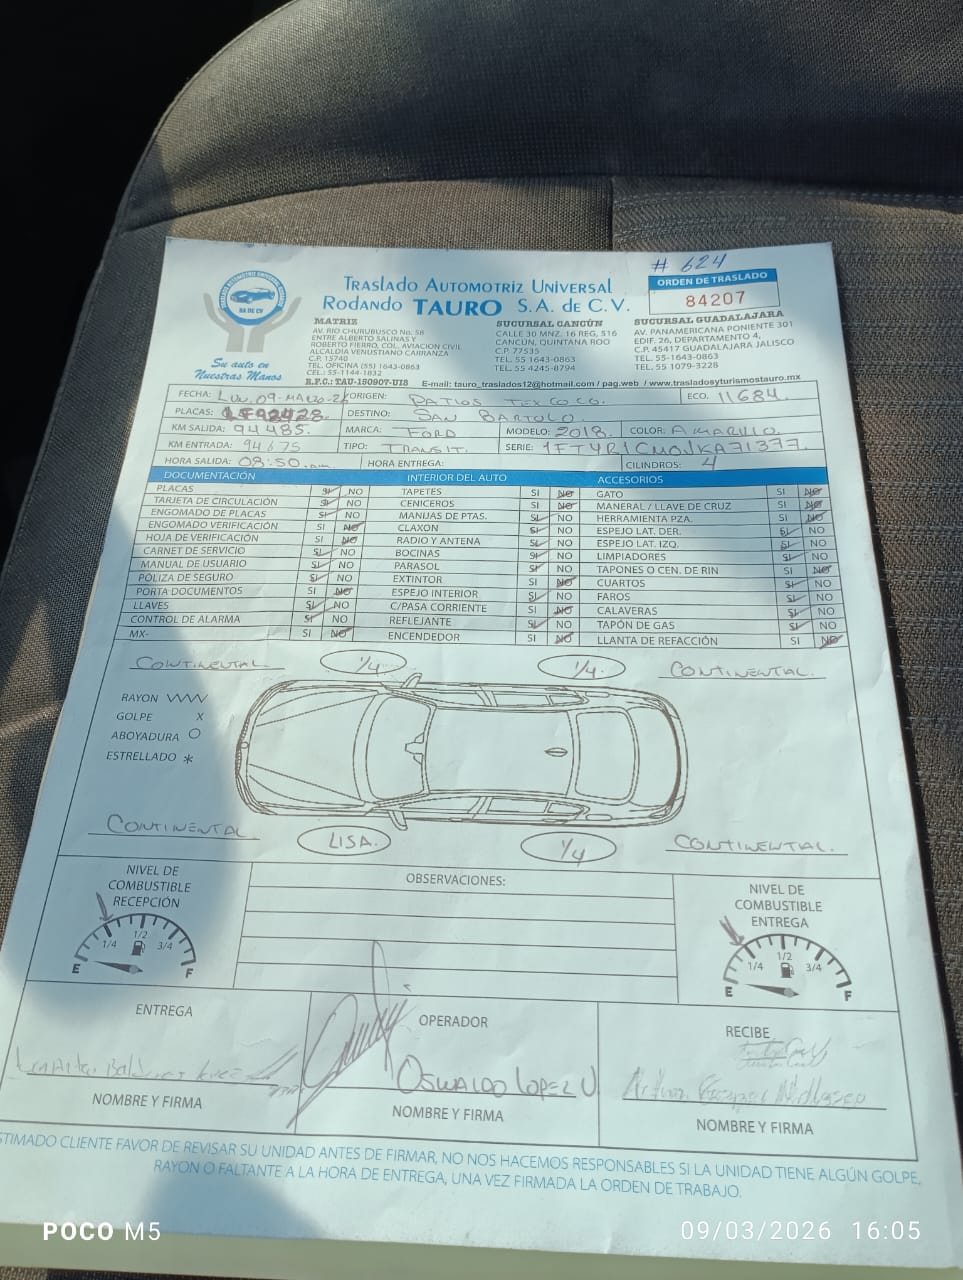 # 624
TRASLADO AUTOMOTRIZ UNIVERSAL
RODANDO TAURO S.A. DE C.V.
ORDEN DE TRASLADO
84207
SA DE CV
Su auto en
Nuestras Manos
MATRIZ
AV. RIO CHURUBUSCO No. 58
ENTRE ALBERTO SALINAS Y
ROBERTO FIERRO, COL. AVIACION CIVIL
ALCALDIA VENUSTIANO CARRANZA
C.P. 15740
TEL. OFICINA (55) 1643-0863
CEL.: 55-1144-1832
R.F.C.: TAU-150907-UI8
SUCURSAL CANCÚN
CALLE 30 MNZ. 16 REG, 516
CANCÚN, QUINTANA ROO
C.P. 77535
TEL. 55 1643-0863
TEL. 55 4245-8794
SUCURSAL GUADALAJARA
AV. PANAMERICANA PONIENTE 301
EDIF. 26, DEPARTAMENTO 4,
C.P. 45417 GUADALAJARA JALISCO
TEL. 55-1643-0863
TEL. 55 1079-3228
E-mail: tauro_traslados12@hotmail.com / pag.web / www.trasladosyturismostauro.mx
FECHA: LUN. 09-MARZO-26 ORIGEN: PATIOS TEXCOCO. ECO. 11684.
PLACAS: DESTINO: SAN BARTOLO.
KM SALIDA: 94485. MARCA: FORD MODELO: 2018. COLOR: AMARILLO.
KM ENTRADA: 94675 TIPO: TRANSIT. SERIE: 1FTYR1CM0JKA71377
HORA SALIDA: 08:50 a.m. HORA ENTREGA: CILINDROS: 4
DOCUMENTACIÓN INTERIOR DEL AUTO ACCESORIOS
PLACAS SI NO TAPETES SI NO GATO SI NO
TARJETA DE CIRCULACIÓN SI NO CENICEROS SI NO MANERAL / LLAVE DE CRUZ SI NO
ENGOMADO DE PLACAS SI NO MANIJAS DE PTAS. SI NO HERRAMIENTA PZA. SI NO
ENGOMADO VERIFICACIÓN SI NO CLAXON SI NO ESPEJO LAT. DER. SI NO
HOJA DE VERIFICACIÓN SI NO RADIO Y ANTENA SI NO ESPEJO LAT. IZQ. SI NO
CARNET DE SERVICIO SI NO BOCINAS SI NO LIMPIADORES SI NO
MANUAL DE USUARIO SI NO PARASOL SI NO TAPONES O CEN. DE RIN SI NO
PÓLIZA DE SEGURO SI NO EXTINTOR SI NO CUARTOS SI NO
PORTA DOCUMENTOS SI NO ESPEJO INTERIOR SI NO FAROS SI NO
LLAVES SI NO C/PASA CORRIENTE SI NO CALAVERAS SI NO
CONTROL DE ALARMA SI NO REFLEJANTE SI NO TAPÓN DE GAS SI NO
MX- SI NO ENCENDEDOR SI NO LLANTA DE REFACCIÓN SI NO
CONTINENTAL. 1/4 1/4. CONTINENTAL.
RAYON
GOLPE X
ABOYADURA O
ESTRELLADO *
CONTINENTAL LISA. 1/4 CONTINENTAL.
NIVEL DE
COMBUSTIBLE
RECEPCIÓN
E 1/4 1/2 3/4 F
OBSERVACIONES:
NIVEL DE
COMBUSTIBLE
ENTREGA
E 1/4 1/2 3/4 F
ENTREGA
NOMBRE Y FIRMA
OPERADOR
OSWALDO LOPEZ V
NOMBRE Y FIRMA
RECIBE
Arturo
NOMBRE Y FIRMA
ESTIMADO CLIENTE FAVOR DE REVISAR SU UNIDAD ANTES DE FIRMAR, NO NOS HACEMOS RESPONSABLES SI LA UNIDAD TIENE ALGÚN GOLPE,
RAYON O FALTANTE A LA HORA DE ENTREGA, UNA VEZ FIRMADA LA ORDEN DE TRABAJO.
POCO M5
09/03/2026 16:05